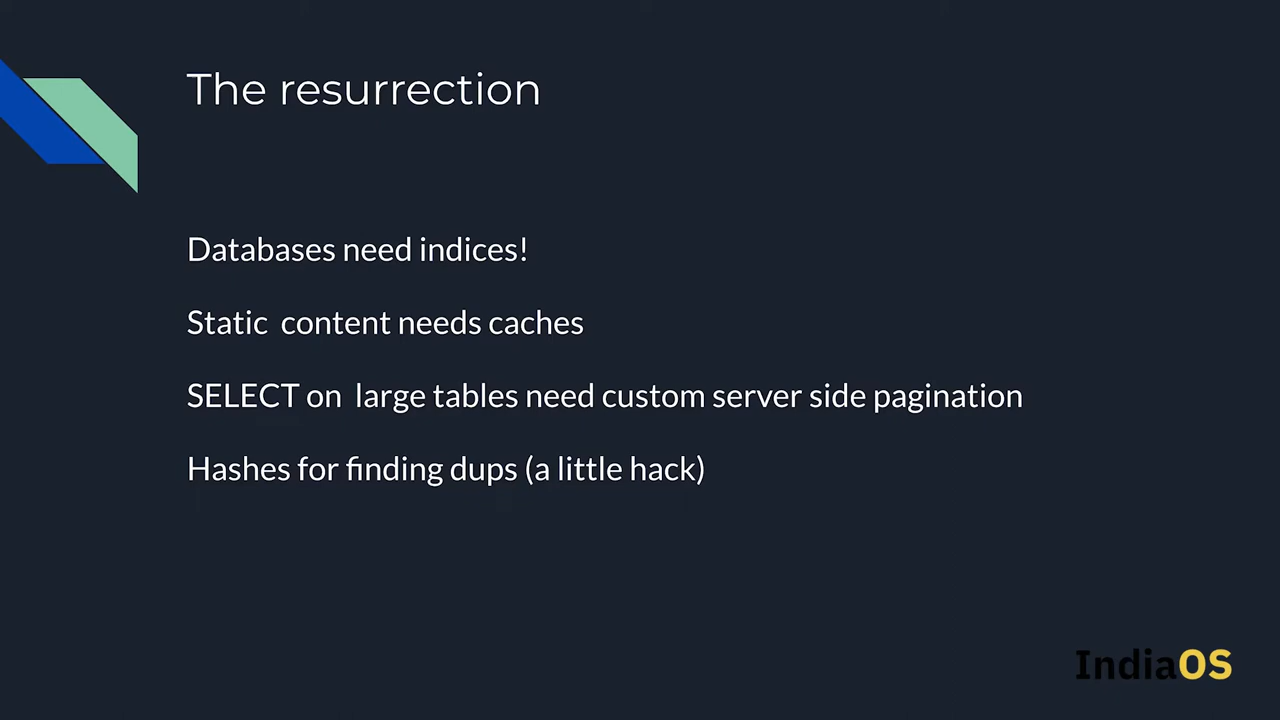 The resurrection
Databases need indices!
Static  content needs caches
SELECT on  large tables need custom server side pagination
Hashes for finding dups (a little hack)
IndiaOS